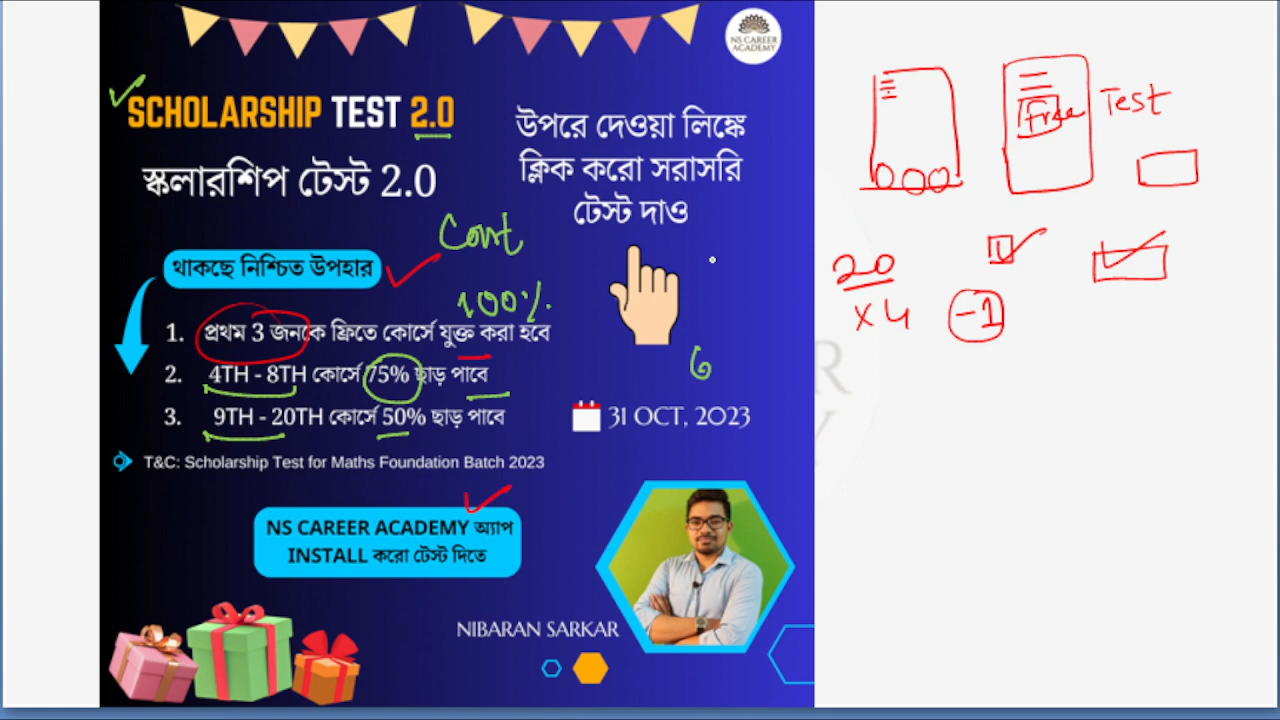 NS CAREER
ACADEMY
SCHOLARSHIP TEST 2.0
স্কলারশিপ টেস্ট 2.0
উপরে দেওয়া লিঙ্কে
ক্লিক করো সরাসরি
টেস্ট দাও
থাকছে নিশ্চিত উপহার
100%
1. প্রথম 3 জনকে ফ্রিতে কোর্সে যুক্ত করা হবে
2. 4TH - 8TH কোর্সে 75% ছাড় পাবে
3. 9TH - 20TH কোর্সে 50% ছাড় পাবে
31 OCT, 2023
T&C: Scholarship Test for Maths Foundation Batch 2023
NS CAREER ACADEMY অ্যাপ
INSTALL করো টেস্ট দিতে
NIBARAN SARKAR
Free Test
20
x4 -1